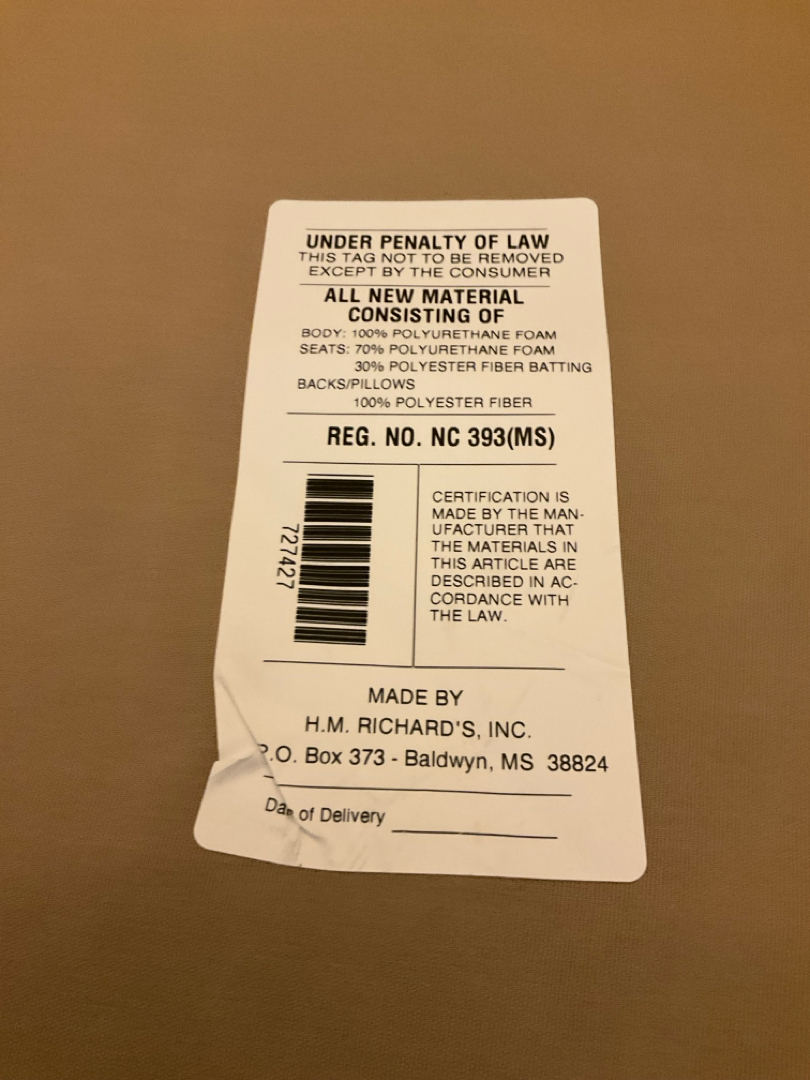 UNDER PENALTY OF LAW
THIS TAG NOT TO BE REMOVED
EXCEPT BY THE CONSUMER
ALL NEW MATERIAL
CONSISTING OF
BODY: 100% POLYURETHANE FOAM
SEATS: 70% POLYURETHANE FOAM
30% POLYESTER FIBER BATTING
BACKS/PILLOWS
100% POLYESTER FIBER
REG. NO. NC 393(MS)
727427
CERTIFICATION IS
MADE BY THE MAN-
UFACTURER THAT
THE MATERIALS IN
THIS ARTICLE ARE
DESCRIBED IN AC-
CORDANCE WITH
THE LAW.
MADE BY
H.M. RICHARD'S, INC.
P.O. Box 373 - Baldwyn, MS 38824
of Delivery